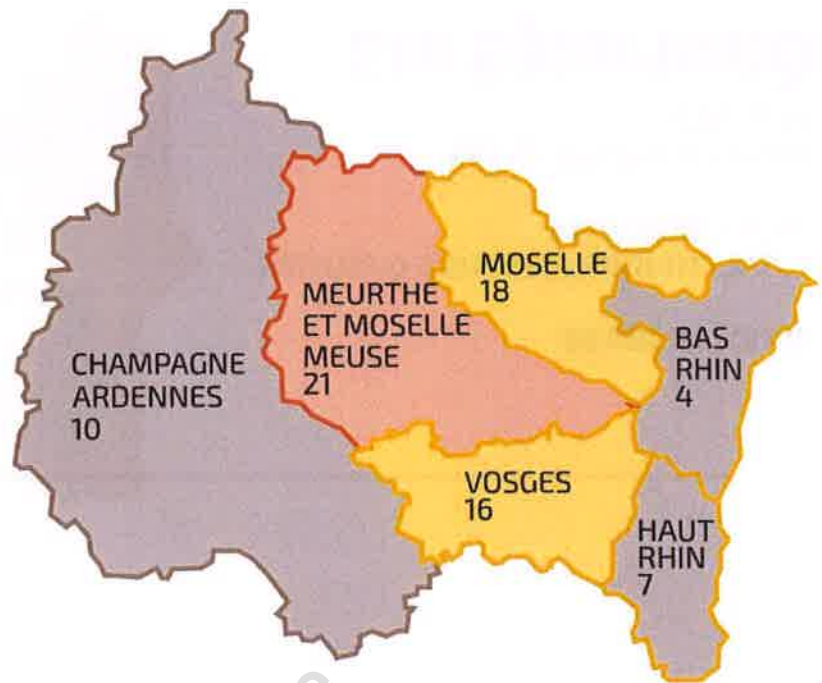 MOSELLE
18
MEURTHE
ET MOSELLE
MEUSE
21
BAS
RHIN
4
CHAMPAGNE
ARDENNES
10
VOSGES
16
HAUT
RHIN
7